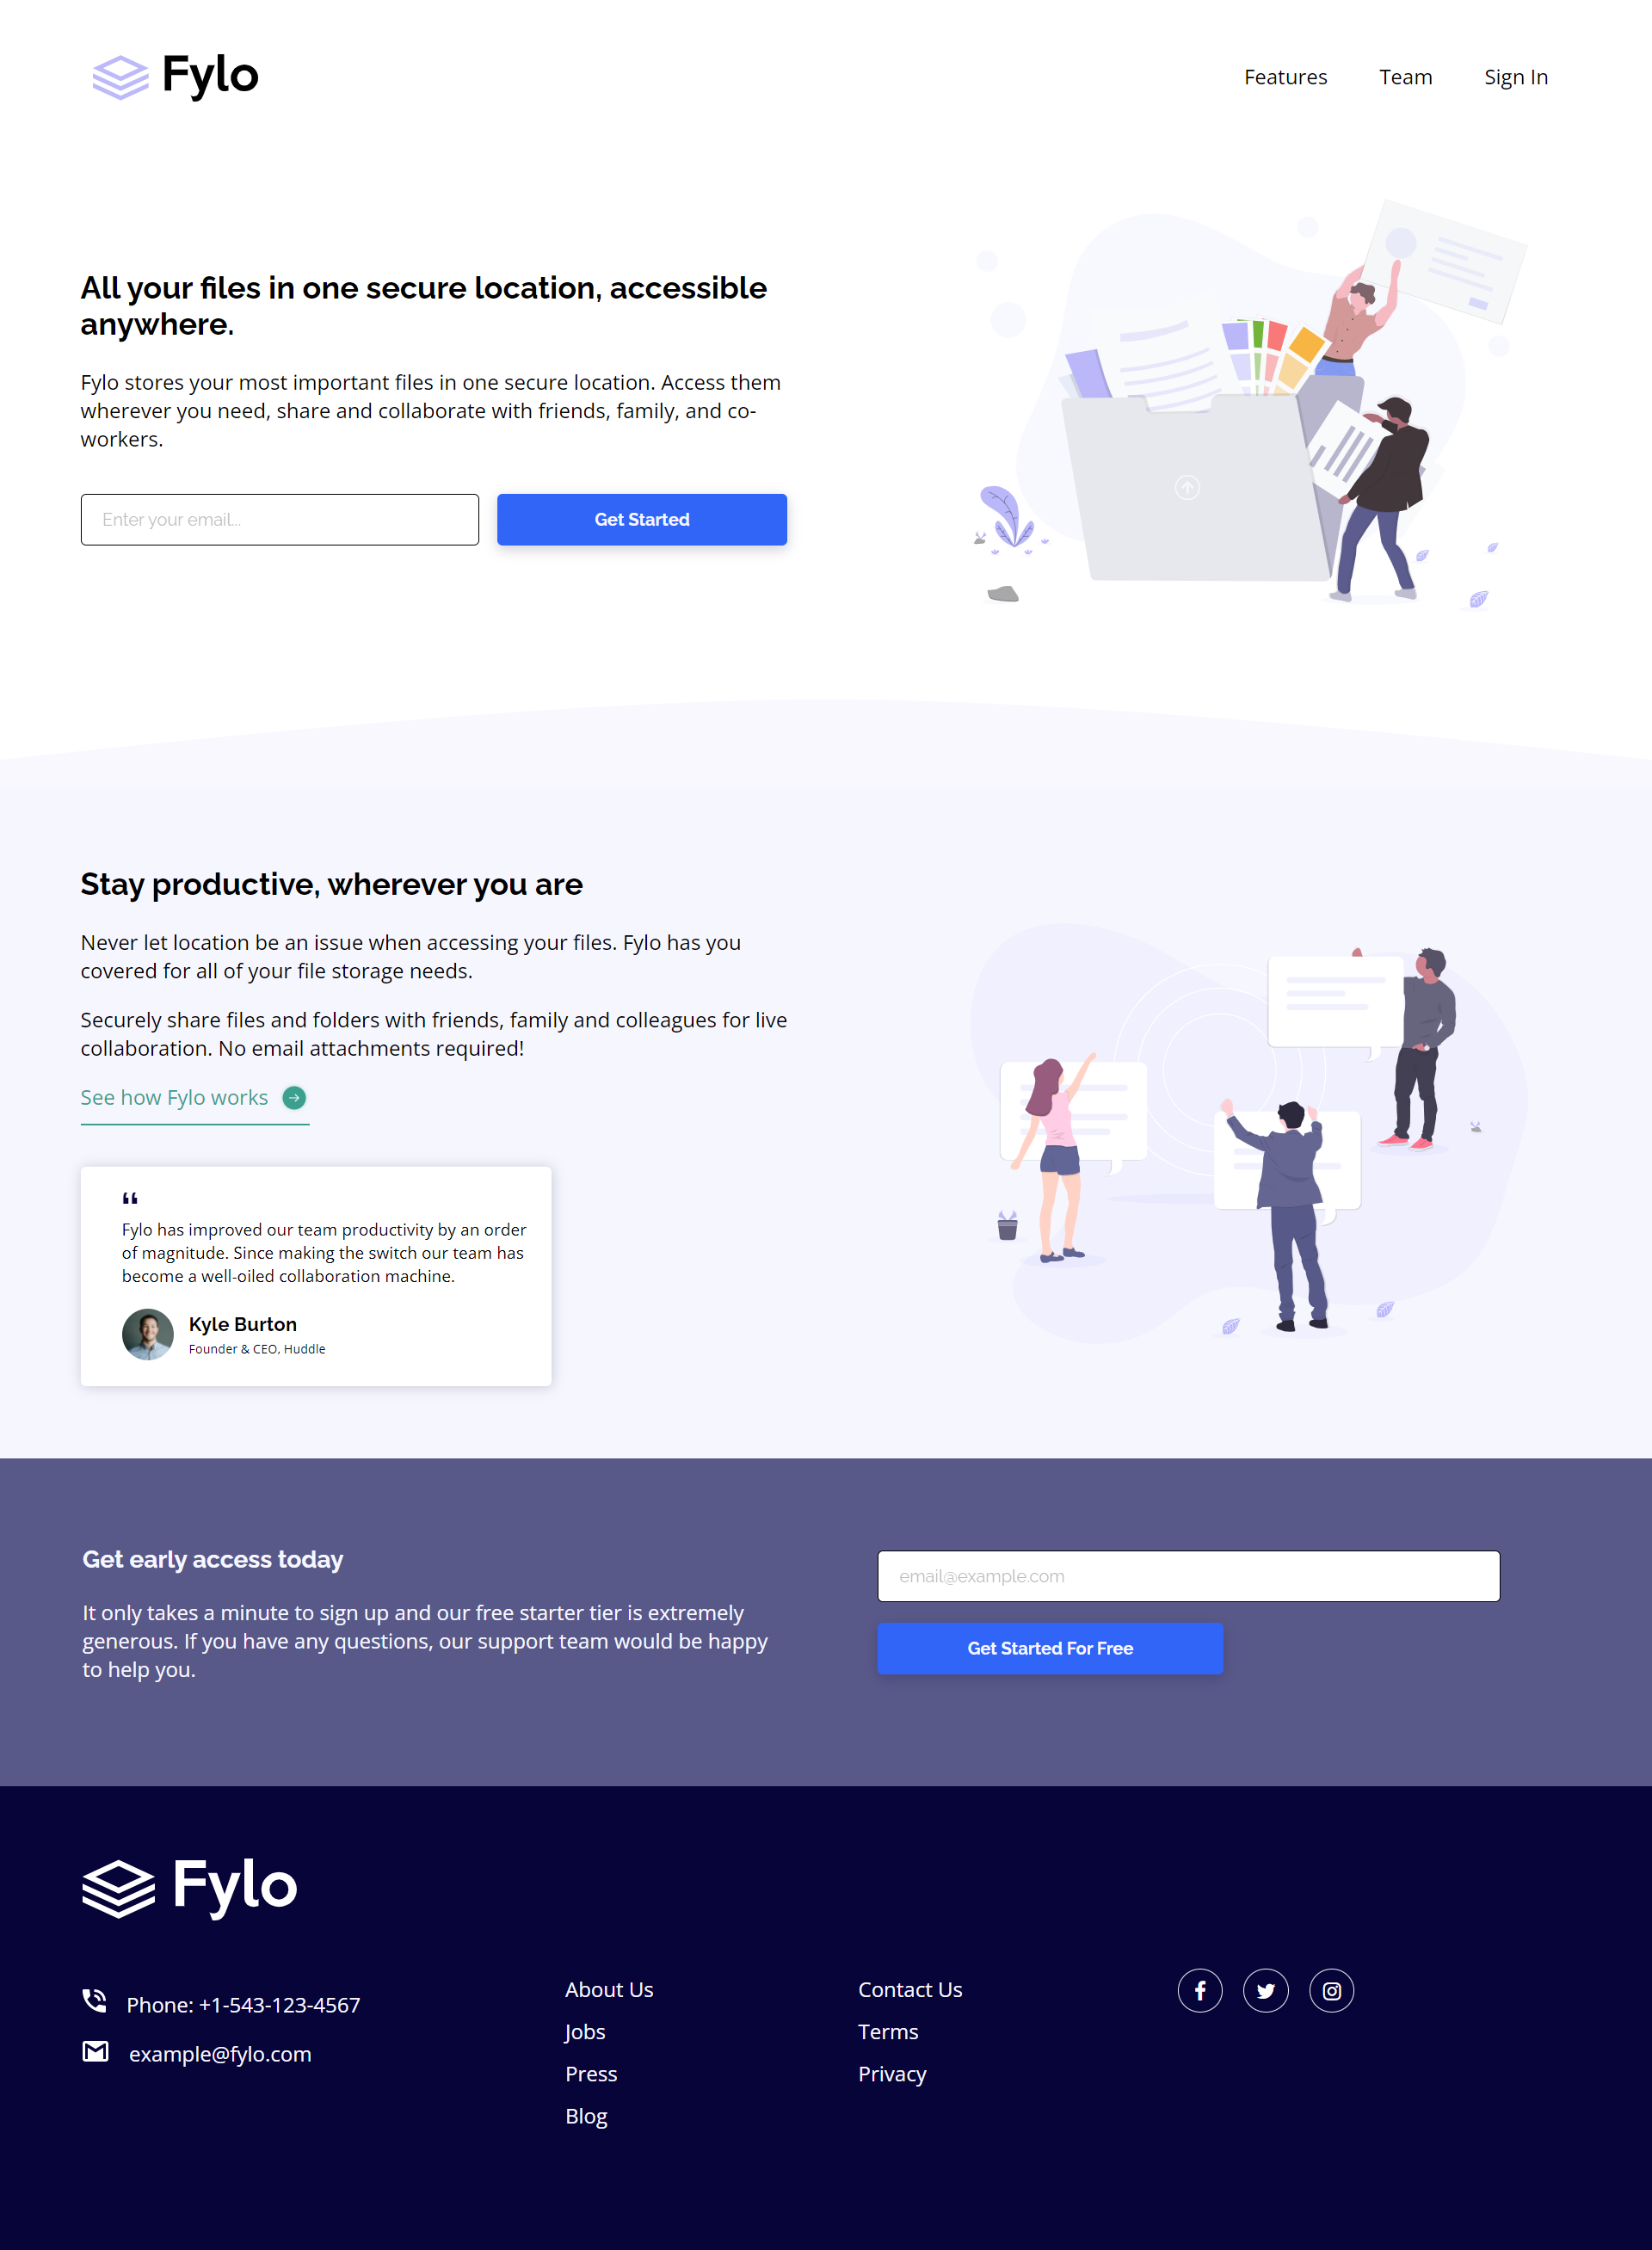 Fylo
Features
Team
Sign In
All your files in one secure location, accessible
anywhere.
Fylo stores your most important files in one secure location. Access them
wherever you need, share and collaborate with friends, family, and co-
workers.
Enter your email...
Get Started
Stay productive, wherever you are
Never let location be an issue when accessing your files. Fylo has you
covered for all of your file storage needs.
Securely share files and folders with friends, family and colleagues for live
collaboration. No email attachments required!
See how Fylo works
“
Fylo has improved our team productivity by an order
of magnitude. Since making the switch our team has
become a well-oiled collaboration machine.
Kyle Burton
Founder & CEO, Huddle
Get early access today
It only takes a minute to sign up and our free starter tier is extremely
generous. If you have any questions, our support team would be happy
to help you.
email@example.com
Get Started For Free
Fylo
Phone: +1-543-123-4567
example@fylo.com
About Us
Jobs
Press
Blog
Contact Us
Terms
Privacy